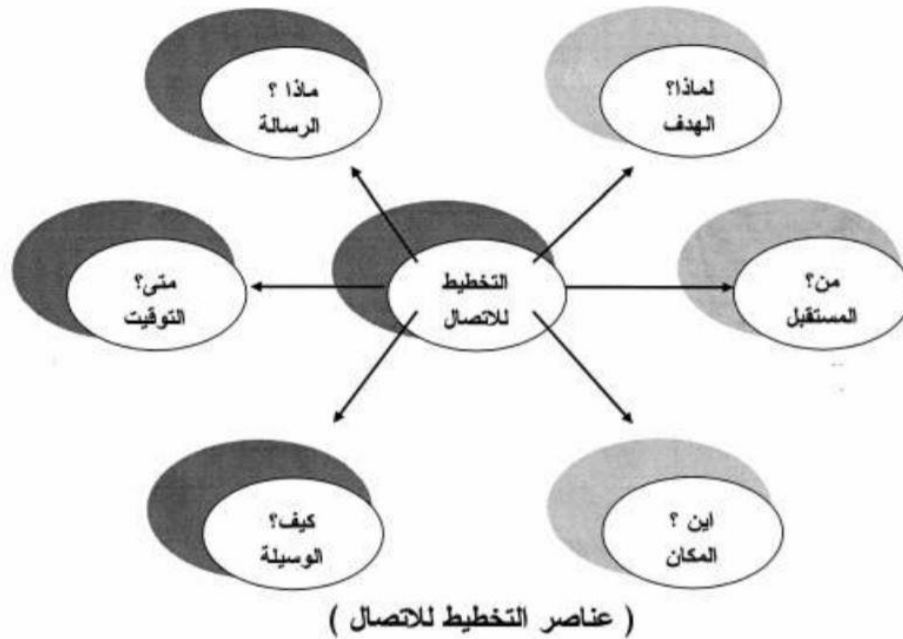 لماذا؟
الهدف
ماذا ؟
الرسالة
من؟
المستقبل
التخطيط
للاتصال
متى؟
التوقيت
اين ؟
المكان
كيف؟
الوسيلة
( عناصر التخطيط للاتصال )